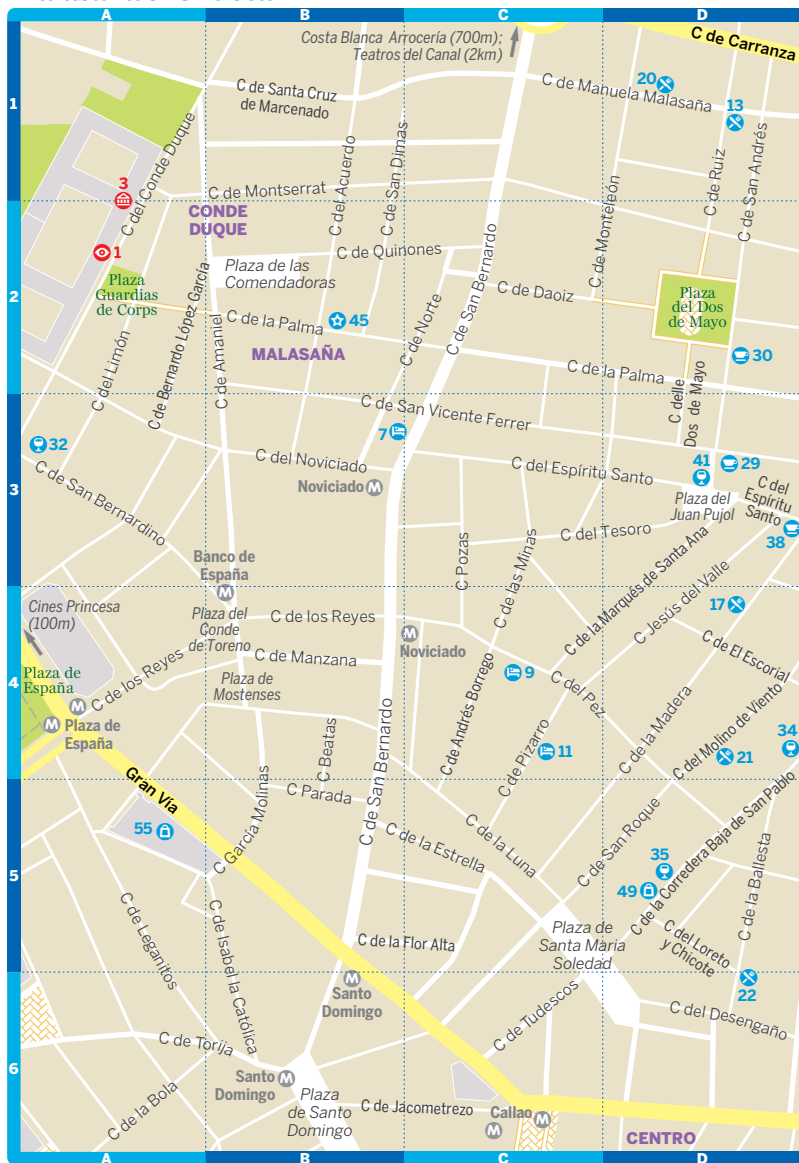 A
B
C
D
1
2
3
4
5
6
Costa Blanca Arrocería (700m);
Teatros del Canal (2km)
C de Carranza
20
C de Manuela Malasaña
13
C de Santa Cruz
de Marcenado
C del Conde Duque
C del Acuerdo
C de San Dimas
C de Ruiz
C de San Andrés
3
C de Montserrat
CONDE
DUQUE
C de Monteleón
1
C de Quinones
Plaza
Guardias
de Corps
Plaza de las
Comendadoras
C de San Bernardo
C de Daoiz
Plaza
del Dos
de Mayo
C del Limón
C de Bernardo López García
C de Amaniel
C de la Palma
45
C de Norte
MALASAÑA
30
C de la Palma
C delle
Dos de Mayo
C de San Vicente Ferrer
32
7
C del Noviciado
C del Espíritu Santo
41
29
C del
Espíritu
Santo
C de San Bernardino
Noviciado
M
Plaza del
Juan Pujol
C del Tesoro
38
C Pozas
C de las Minas
Banco de
España
M
C de la Marqués de Santa Ana
C Jesús del Valle
17
Cines Princesa
(100m)
Plaza del
Conde
de Toreno
C de los Reyes
M
Noviciado
C de El Escorial
Plaza de
España
C de los Reyes
C de Manzana
Plaza de
Mostenses
9
C del Pez
M
M
Plaza de
España
C de San Bernardo
C de Andrés Borrego
C de Pizarro
11
C de la Madera
C del Molino de Viento
34
21
Gran Vía
C Beatas
C García Molinas
C Parada
C de la Estrella
C de la Luna
C de San Roque
C de la Corredera Baja de San Pablo
55
35
49
C de la Ballesta
C de Leganitos
C de Isabel la Católica
C de la Flor Alta
Plaza de
Santa Maria
Soledad
C del Loreto
y Chicote
22
M
Santo
Domingo
C de Tudescos
C del Desengaño
C de Torija
Santo
Domingo
M
C de la Bola
Plaza
de Santo
Domingo
C de Jacometrezo
Callao
M
M
CENTRO
A
B
C
D